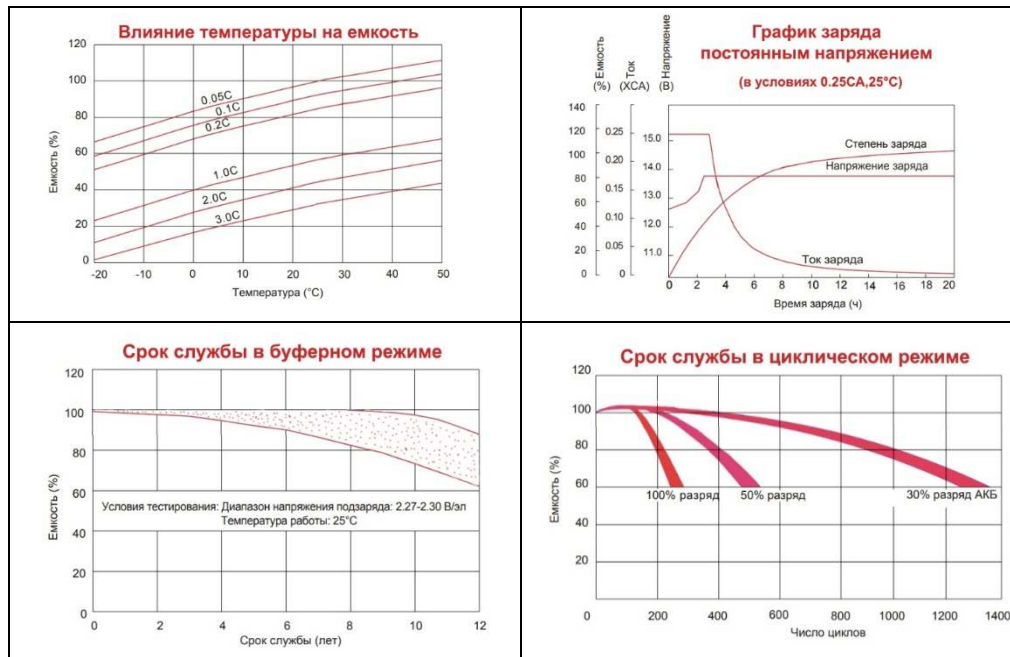 Влияние температуры на емкость
120
100
80
60
40
20
0
Емкость (%)
0.05C
0.1C
0.2C
1.0C
2.0C
3.0C
-20 -10 0 10 20 30 40 50
Температура (°C)
График заряда
постоянным напряжением
(в условиях 0.25CA,25°C)
(%) Емкость
Ток
(XCA)
(В) Напряжение
140
120
100
80
60
40
20
0
0.25
0.20
0.15
0.10
0.05
0
15.0
14.0
13.0
12.0
11.0
Степень заряда
Напряжение заряда
Ток заряда
0 2 4 6 8 10 12 14 16 18 20
Время заряда (ч)
Срок службы в буферном режиме
120
100
80
60
40
20
0
Емкость (%)
Условия тестирования: Диапазон напряжения подзаряда: 2.27-2.30 В/эл
Температура работы: 25°C
0 2 4 6 8 10 12
Срок службы (лет)
Срок службы в циклическом режиме
120
100
80
60
40
20
Емкость (%)
100% разряд
50% разряд
30% разряд АКБ
0 200 400 600 800 1000 1200 1400
Число циклов